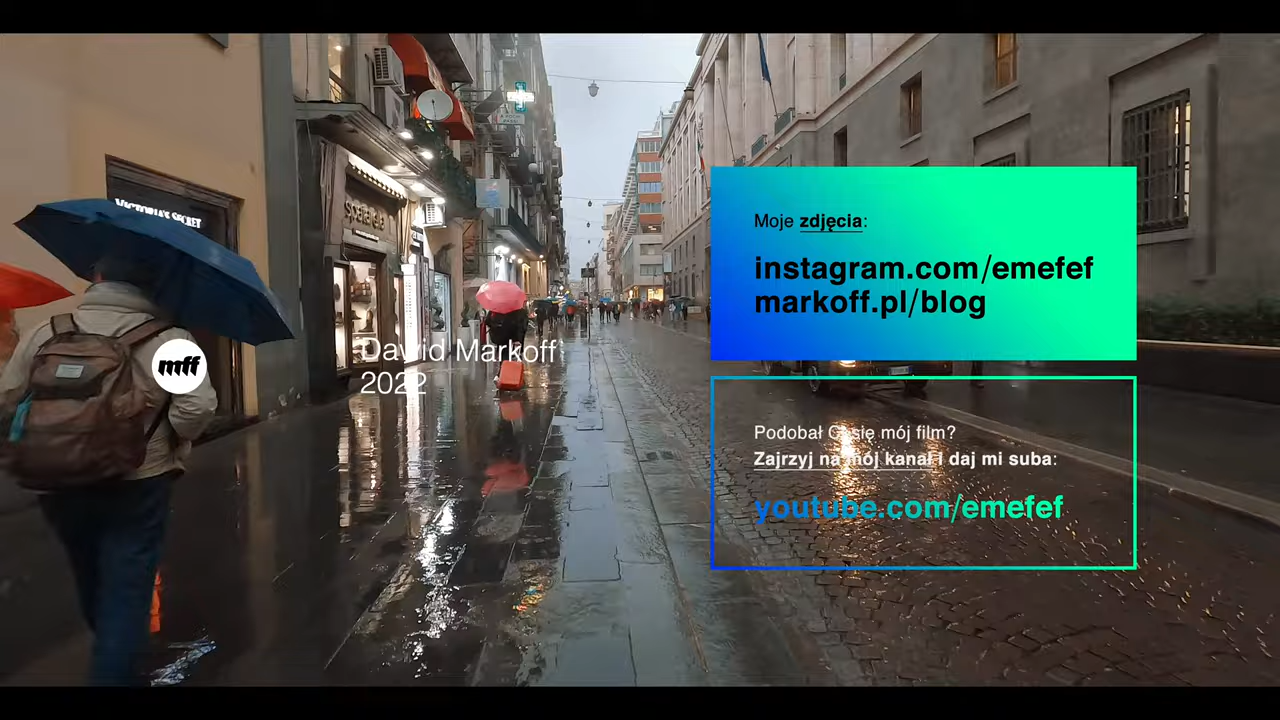 VICTORIA'S SECRET
mff
Dawid Markoff
2022
Moje zdjęcia:
instagram.com/emefef
markoff.pl/blog
Podobał Ci się mój film?
Zajrzyj na mój kanał i daj mi suba:
youtube.com/emefef